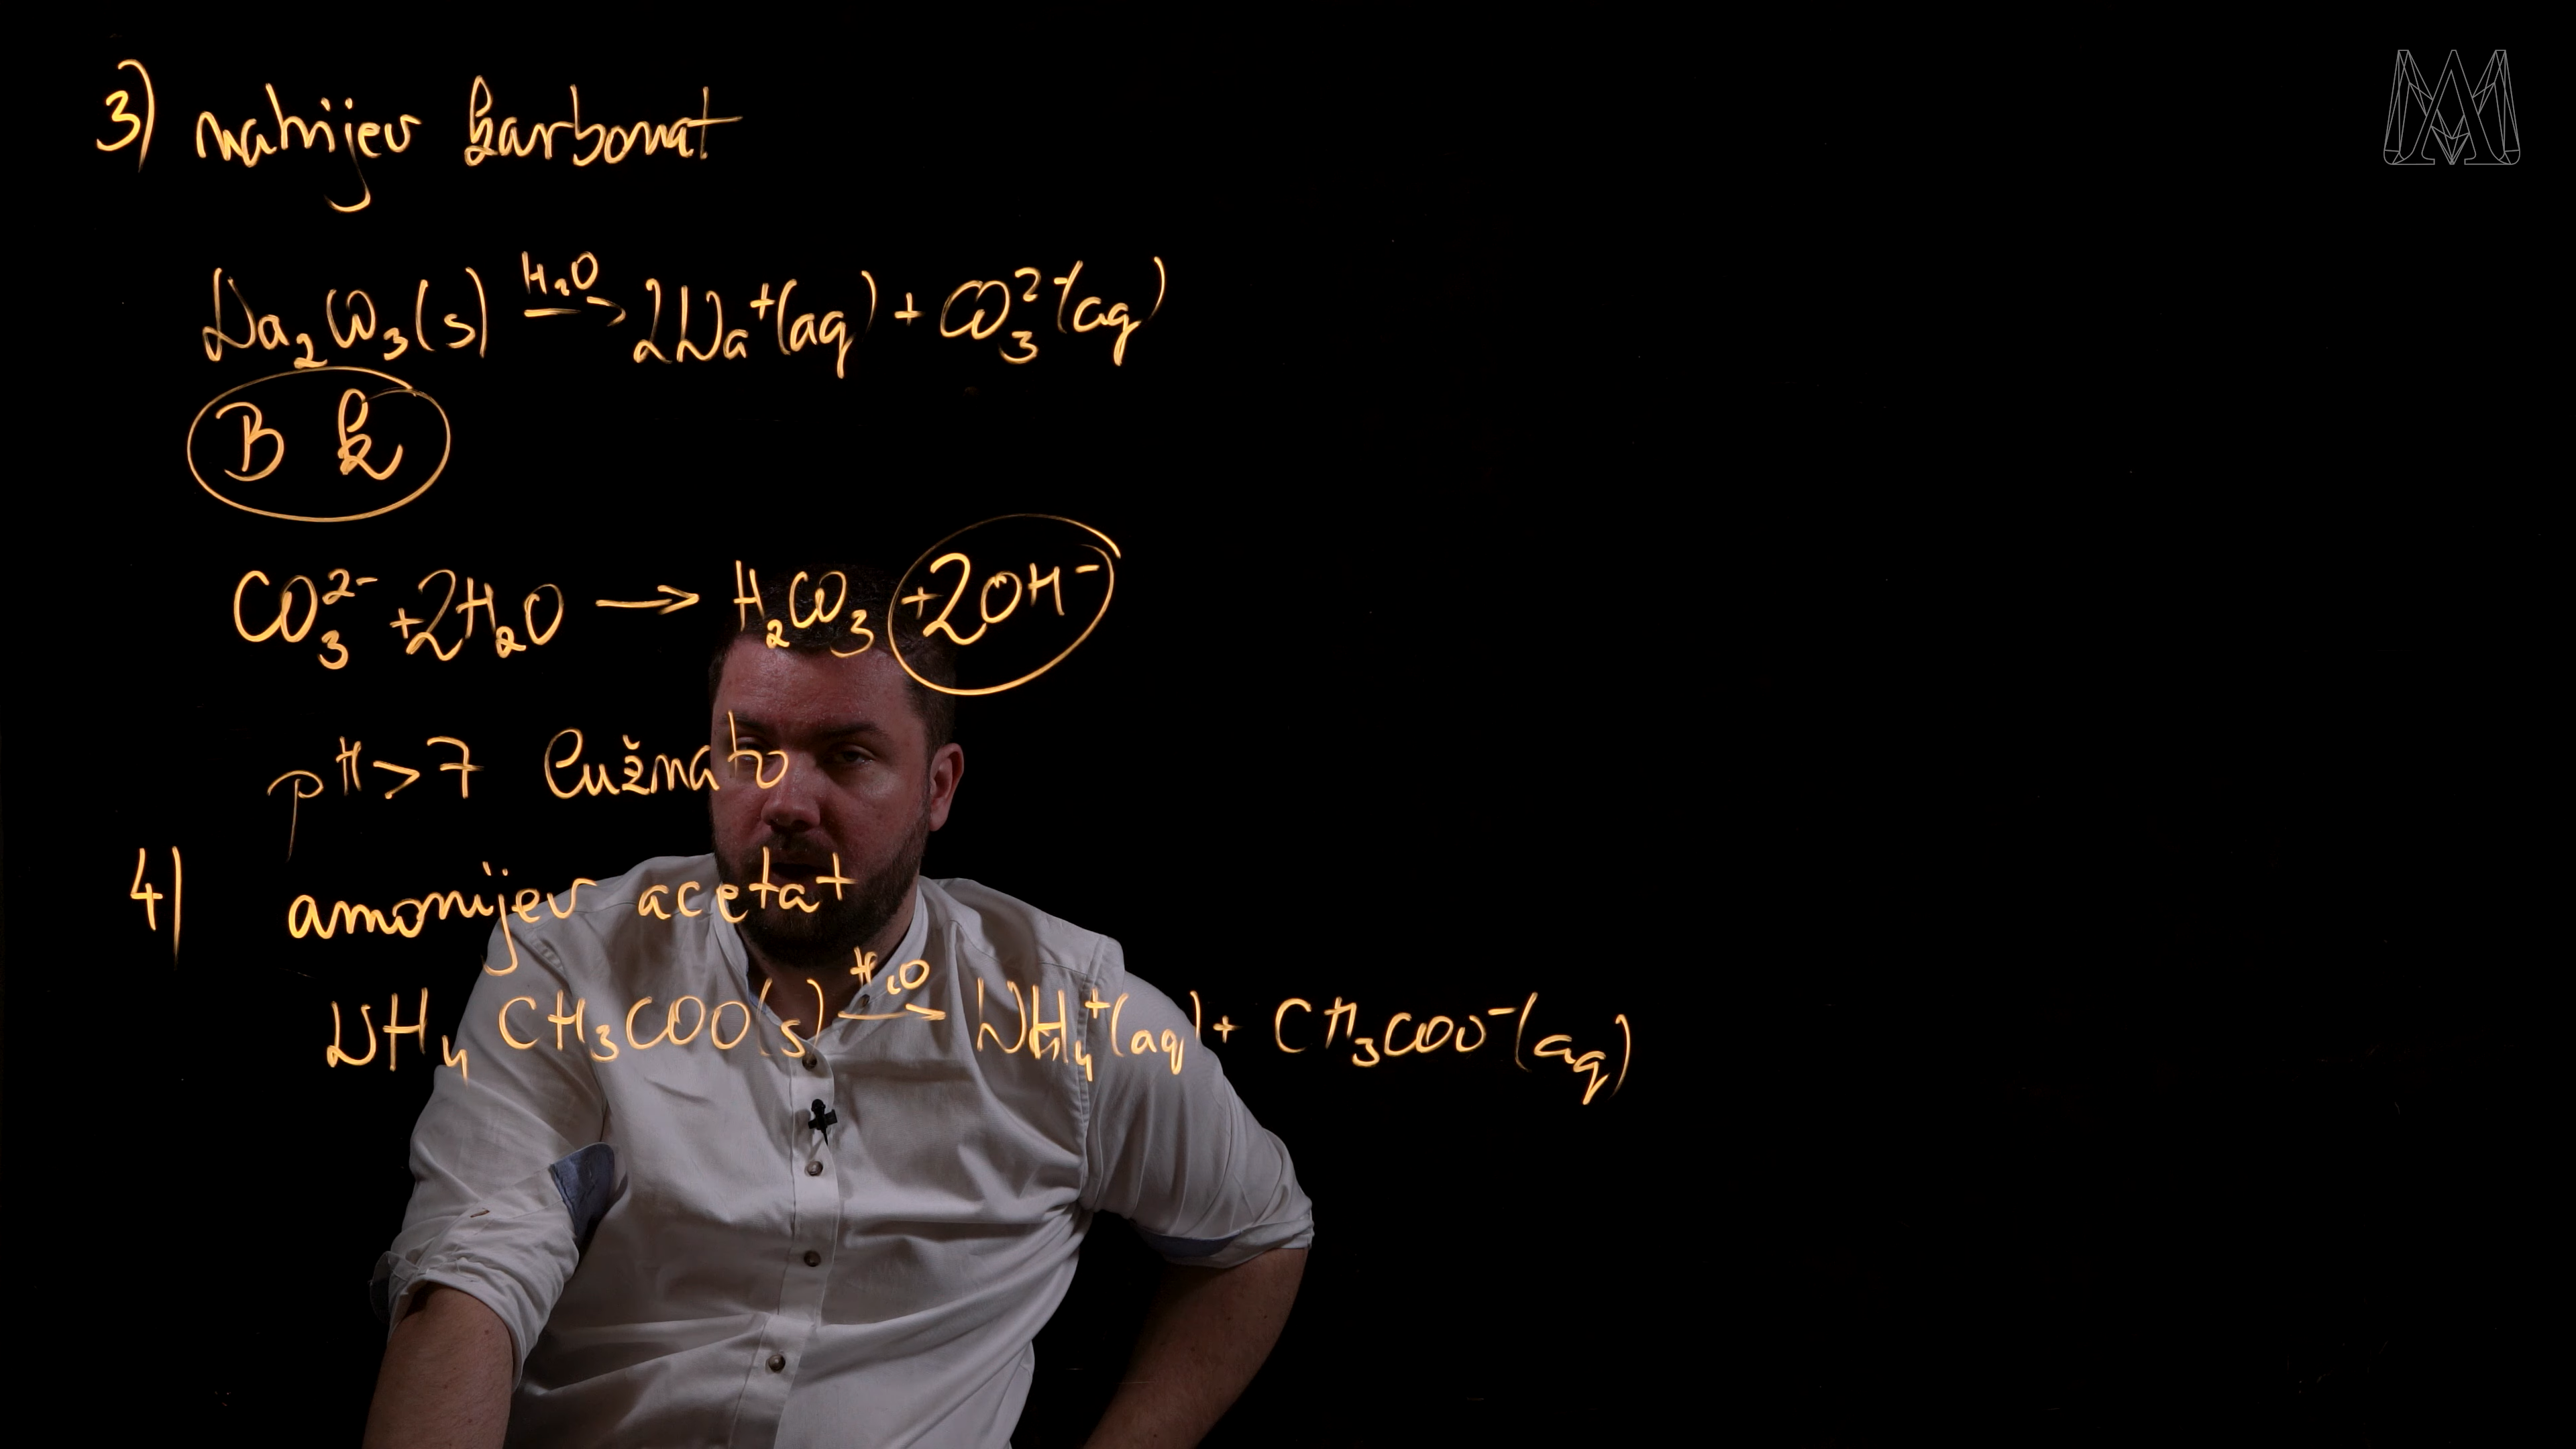 3) natrijev karbonat
Na₂CO₃(s) —H₂O→ 2Na⁺(aq) + CO₃²⁻(aq)
B k
CO₃²⁻ + 2H₂O → H₂CO₃ + 2OH⁻
pH > 7 lužnato
4) amonijev acetat
NH₄CH₃COO(s) —H₂O→ NH₄⁺(aq) + CH₃COO⁻(aq)